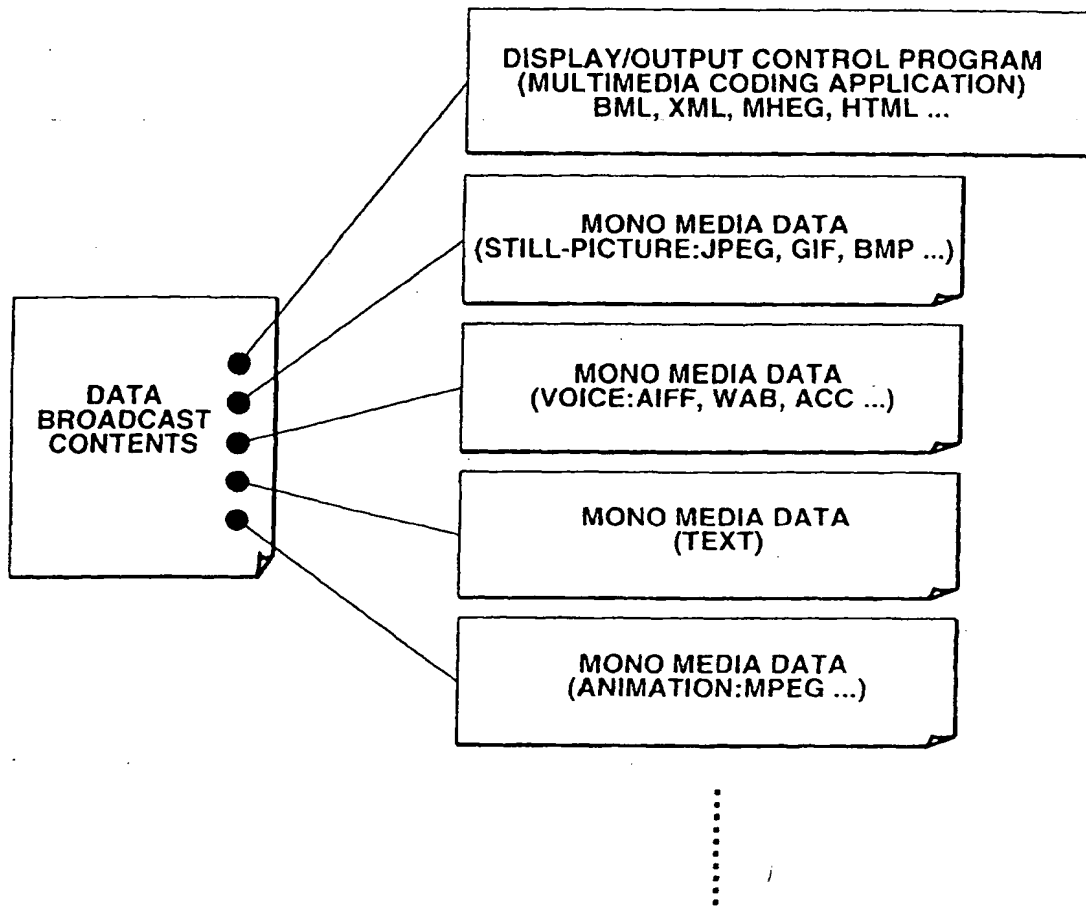 DISPLAY/OUTPUT CONTROL PROGRAM
(MULTIMEDIA CODING APPLICATION)
BML, XML, MHEG, HTML ...
MONO MEDIA DATA
(STILL-PICTURE:JPEG, GIF, BMP ...)
DATA
BROADCAST
CONTENTS
MONO MEDIA DATA
(VOICE:AIFF, WAB, ACC ...)
MONO MEDIA DATA
(TEXT)
MONO MEDIA DATA
(ANIMATION:MPEG ...)